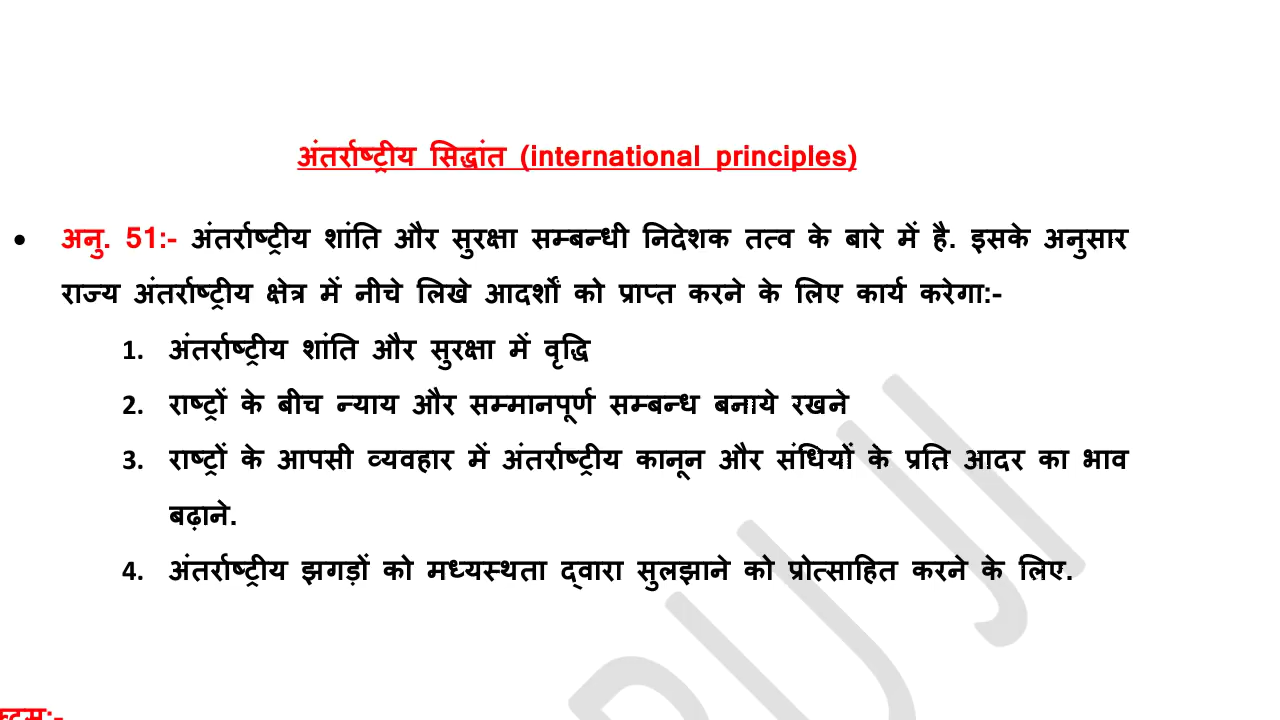 अंतर्राष्ट्रीय सिद्धांत (international principles)
• अनु. 51:- अंतर्राष्ट्रीय शांति और सुरक्षा सम्बन्धी निदेशक तत्व के बारे में है. इसके अनुसार
राज्य अंतर्राष्ट्रीय क्षेत्र में नीचे लिखे आदर्शों को प्राप्त करने के लिए कार्य करेगा:-
1. अंतर्राष्ट्रीय शांति और सुरक्षा में वृद्धि
2. राष्ट्रों के बीच न्याय और सम्मानपूर्ण सम्बन्ध बनाये रखने
3. राष्ट्रों के आपसी व्यवहार में अंतर्राष्ट्रीय कानून और संधियों के प्रति आदर का भाव
बढ़ाने.
4. अंतर्राष्ट्रीय झगड़ों को मध्यस्थता द्वारा सुलझाने को प्रोत्साहित करने के लिए.